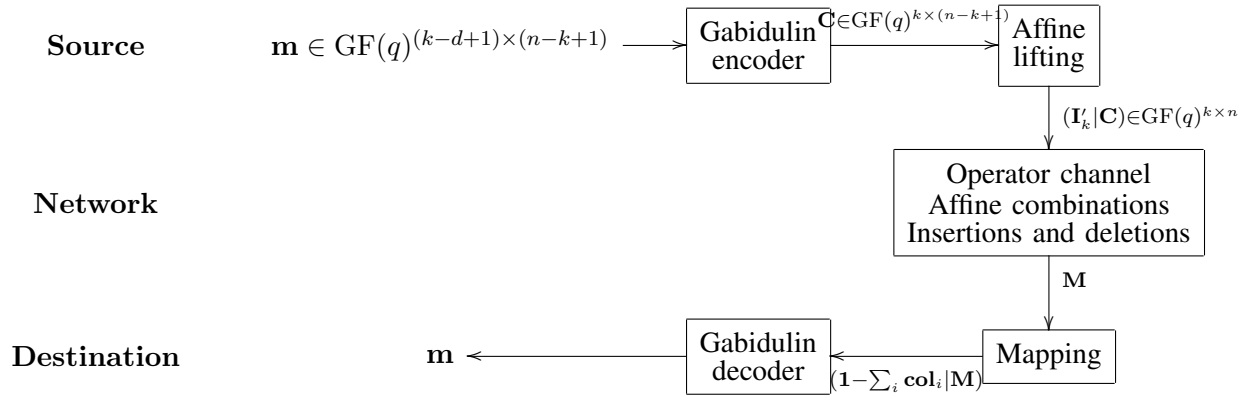 Source m ∈ GF(q)^{(k−d+1)×(n−k+1)} Gabidulin encoder C∈GF(q)^{k×(n−k+1)} Affine lifting
(I′_k|C)∈GF(q)^{k×n}
Network
Operator channel
Affine combinations
Insertions and deletions
M
Destination m Gabidulin decoder (1−∑_i col_i|M) Mapping